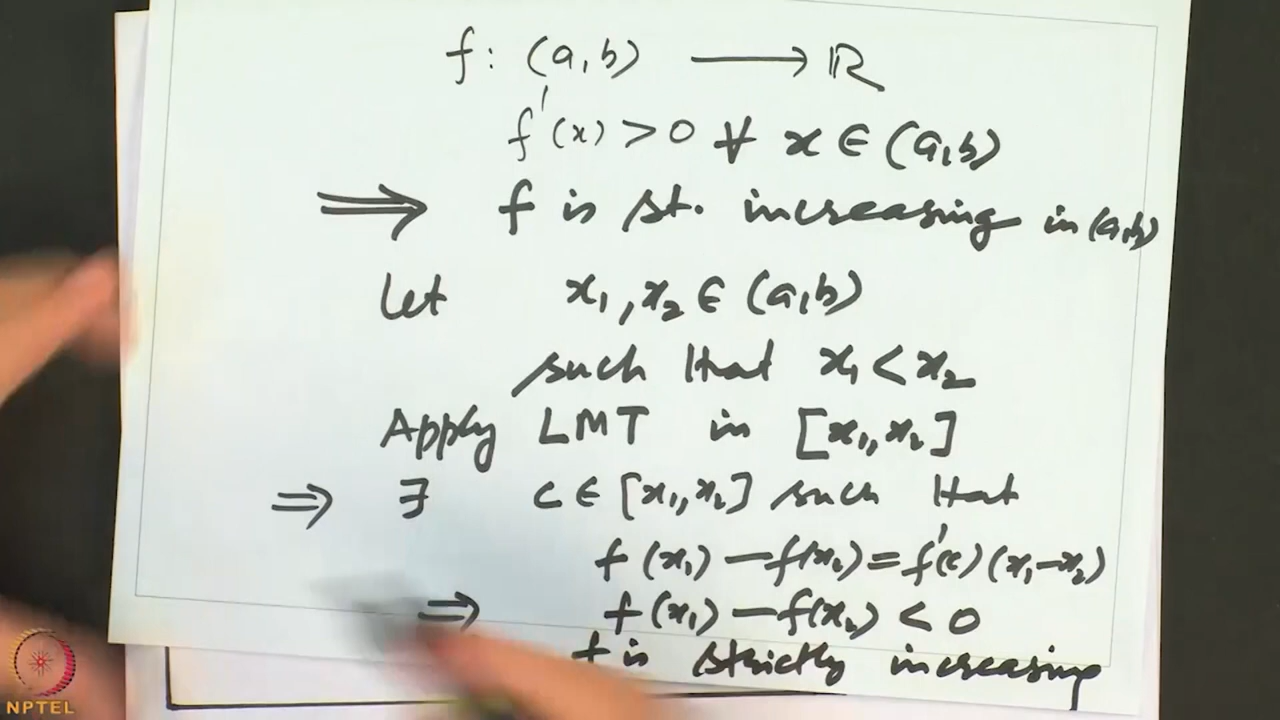 f: (a,b) ⟶ ℝ
f'(x) > 0 ∀ x ∈ (a,b)
⟹ f is st. increasing in (a,b)
Let x₁, x₂ ∈ (a,b)
such that x₁ < x₂
Apply LMT in [x₁, x₂]
⇒ ∃ c ∈ [x₁, x₂] such that
f(x₁) – f(x₂) = f'(c) (x₁–x₂)
⇒ f(x₁) – f(x₂) < 0
f is strictly increasing
NPTEL